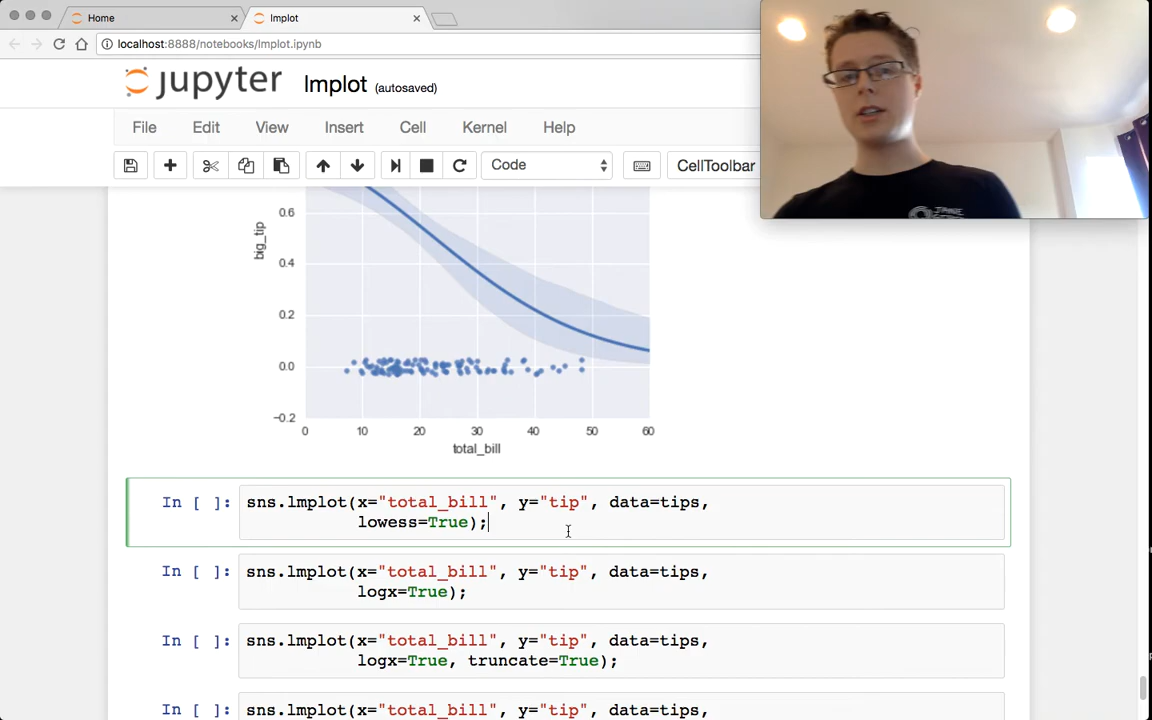 Home
lmplot
localhost:8888/notebooks/lmplot.ipynb
jupyter lmplot (autosaved)
File Edit View Insert Cell Kernel Help
Code CellToolbar
0.6
0.4
0.2
0.0
−0.2
big_tip
0 10 20 30 40 50 60
total_bill
In [ ]: sns.lmplot(x="total_bill", y="tip", data=tips,
lowess=True);
In [ ]: sns.lmplot(x="total_bill", y="tip", data=tips,
logx=True);
In [ ]: sns.lmplot(x="total_bill", y="tip", data=tips,
logx=True, truncate=True);
In [ ]: sns.lmplot(x="total_bill", y="tip", data=tips,